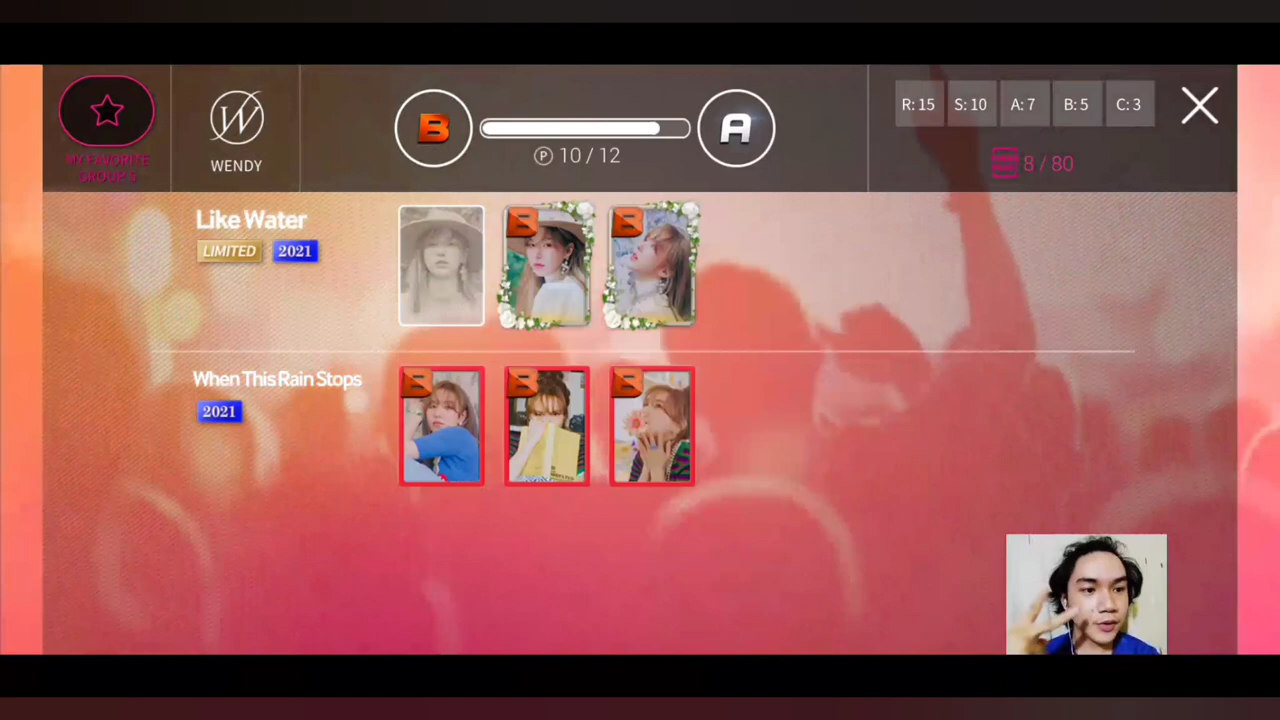 MY FAVORITE
GROUP S
W
WENDY
B
P 10 / 12
A
R: 15
S: 10
A: 7
B: 5
C: 3
8 / 80
Like Water
LIMITED
2021
B
B
When This Rain Stops
2021
B
B
B